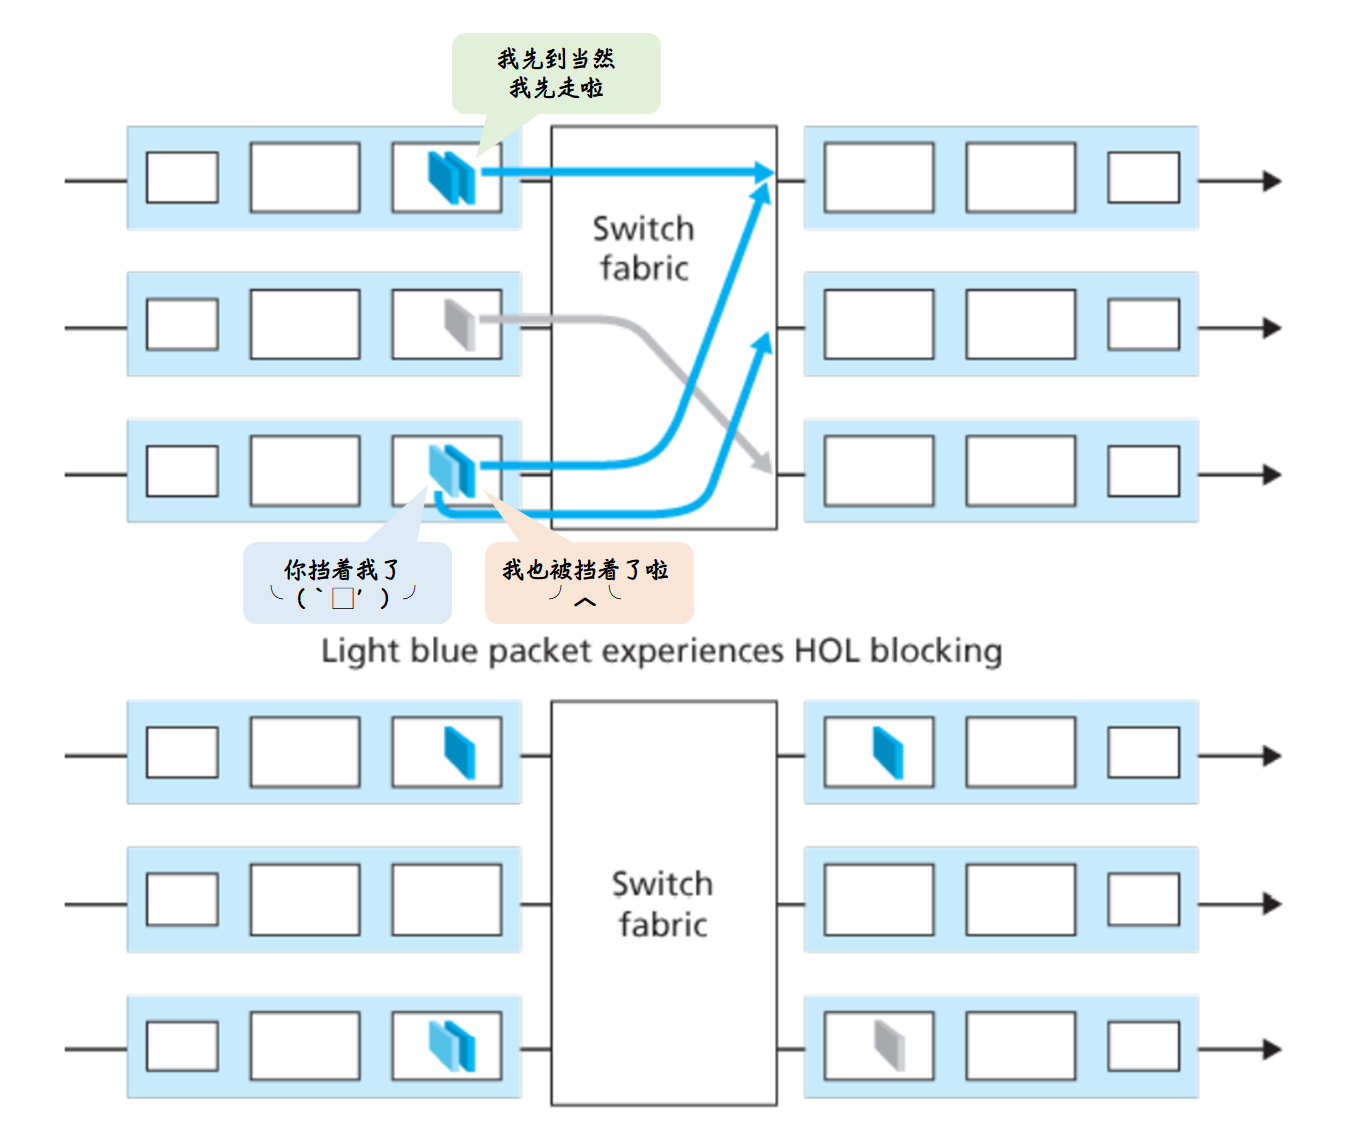 我先到当然
我先走啦
Switch
fabric
你挡着我了
╰（‵□′）╯
我也被挡着了啦
╯︿╰
Light blue packet experiences HOL blocking
Switch
fabric